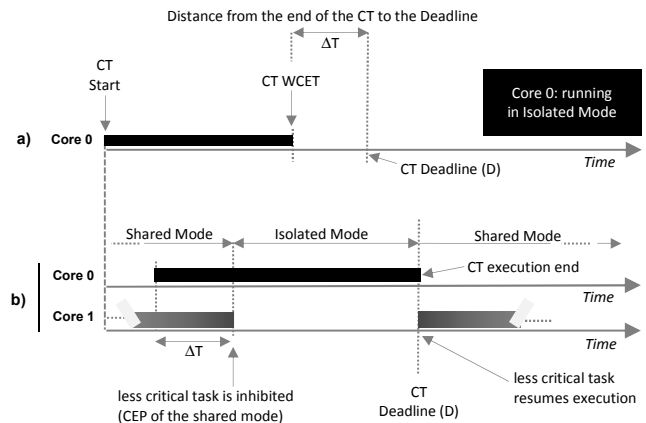 Distance from the end of the CT to the Deadline
ΔT
CT
Start
CT WCET
Core 0: running
in Isolated Mode
a)
Core 0
CT Deadline (D)
Time
Shared Mode
Isolated Mode
Shared Mode
Core 0
CT execution end
Time
b)
Core 1
Time
ΔT
less critical task is inhibited
(CEP of the shared mode)
CT
Deadline (D)
less critical task
resumes execution